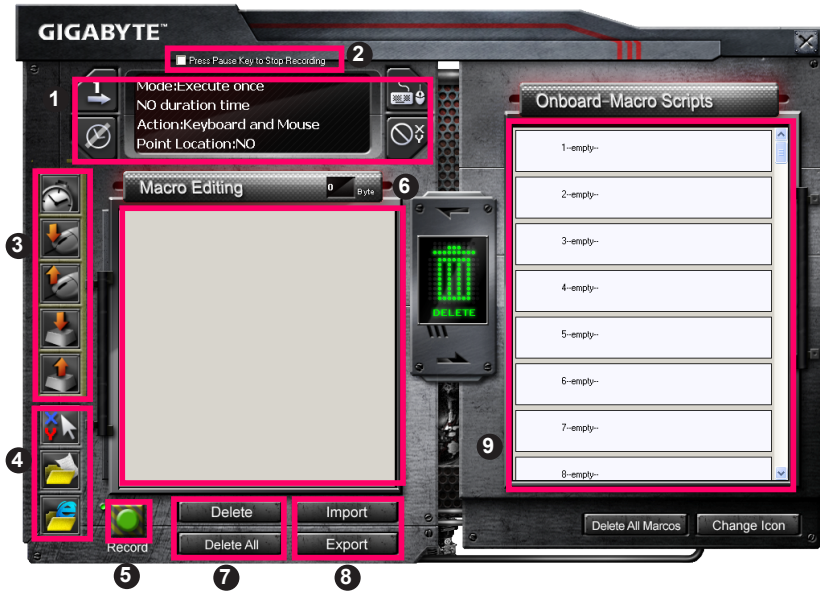 GIGABYTE™
Press Pause Key to Stop Recording
2
1
Mode:Execute once
NO duration time
Action:Keyboard and Mouse
Point Location:NO
Onboard-Macro Scripts
Macro Editing
0
Byte
6
1--empty--
2--empty--
3
3--empty--
4--empty--
DELETE
5--empty--
6--empty--
7--empty--
4
9
8--empty--
Delete
Import
Record
Delete All
Export
Delete All Marcos
Change Icon
5
7
8
X
Y
X
Y